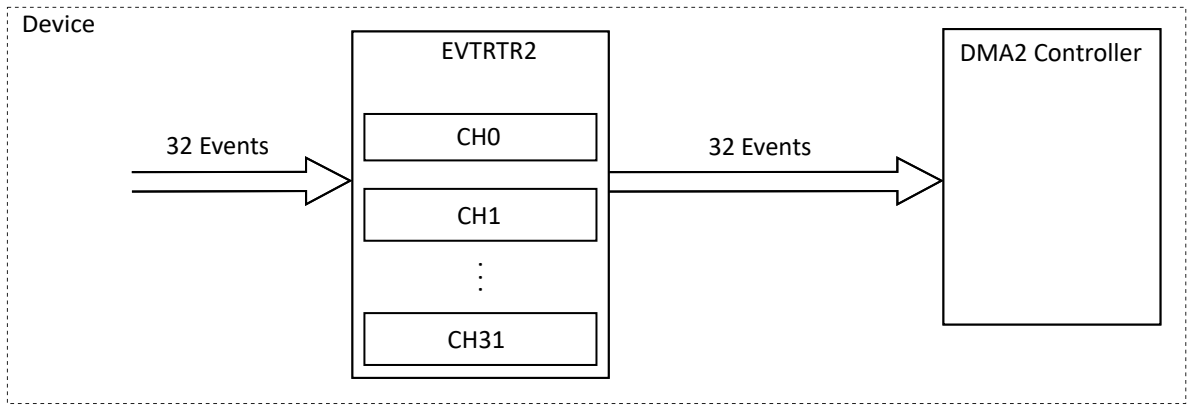 Device
EVTRTR2
DMA2 Controller
CH0
32 Events
32 Events
CH1
⋮
CH31